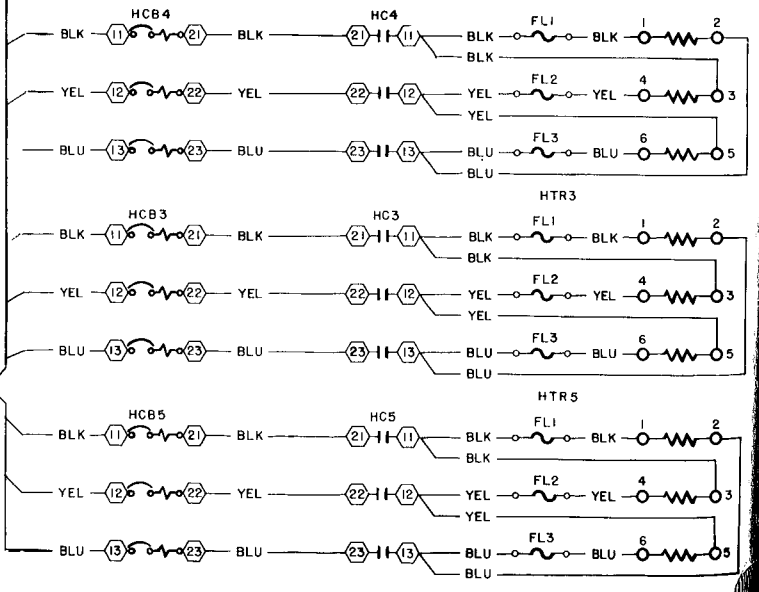 HCB4 HC4 FL1 1 2
BLK 11 21 BLK 21 11 BLK BLK
BLK
FL2 4
YEL 12 22 YEL 22 12 YEL YEL 3
YEL
FL3 6
BLU 13 23 BLU 23 13 BLU BLU 5
BLU
HTR3
HCB3 HC3 FL1 1 2
BLK 11 21 BLK 21 11 BLK BLK
BLK
FL2 4
YEL 12 22 YEL 22 12 YEL YEL 3
YEL
FL3 6
BLU 13 23 BLU 23 13 BLU BLU 5
BLU
HTR5
HCB5 HC5 FL1 1 2
BLK 11 21 BLK 21 11 BLK BLK
BLK
FL2 4
YEL 12 22 YEL 22 12 YEL YEL 3
YEL
FL3 6
BLU 13 23 BLU 23 13 BLU BLU 5
BLU